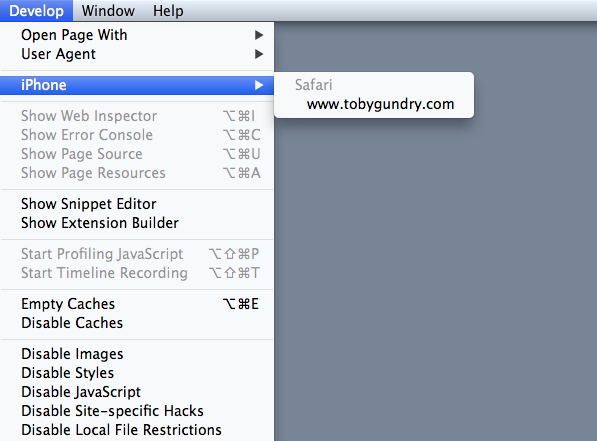 Develop Window Help
Open Page With ▶
User Agent ▶
iPhone ▶
Safari
www.tobygundry.com
Show Web Inspector ⌥⌘I
Show Error Console ⌥⌘C
Show Page Source ⌥⌘U
Show Page Resources ⌥⌘A
Show Snippet Editor
Show Extension Builder
Start Profiling JavaScript ⌥⇧⌘P
Start Timeline Recording ⌥⇧⌘T
Empty Caches ⌥⌘E
Disable Caches
Disable Images
Disable Styles
Disable JavaScript
Disable Site-specific Hacks
Disable Local File Restrictions